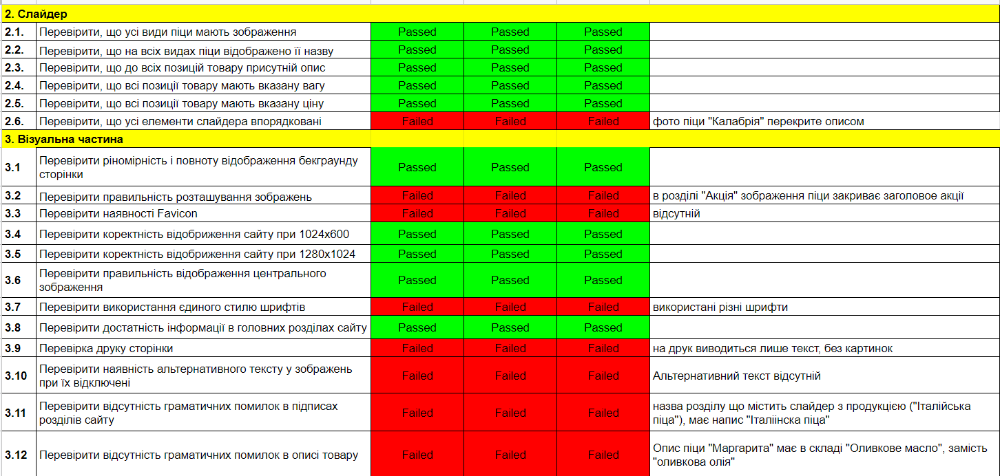 2. Слайдер
2.1. Перевірити, що усі види піци мають зображення Passed Passed Passed
2.2. Перевірити, що на всіх видах піци відображено її назву Passed Passed Passed
2.3. Перевірити, що до всіх позицій товару присутній опис Passed Passed Passed
2.4. Перевірити, що всі позиції товару мають вказану вагу Passed Passed Passed
2.5. Перевірити, що всі позиції товару мають вказану ціну Passed Passed Passed
2.6. Перевірити, що усі елементи слайдера впорядковані Failed Failed Failed фото піци "Калабрія" перекрите описом
3. Візуальна частина
3.1 Перевірити ріномірність і повноту відображення бекграунду
сторінки Passed Passed Passed
3.2 Перевірити правильність розташування зображень Failed Failed Failed в розділі "Акція" зображення піци закриває заголовое акції
3.3 Перевірити наявності Favicon Failed Failed Failed відсутній
3.4 Перевірити коректність відобриження сайту при 1024x600 Passed Passed Passed
3.5 Перевірити коректність відобриження сайту при 1280x1024 Passed Passed Passed
3.6 Перевірити правильність відображення центрального
зображення Passed Passed Passed
3.7 Перевірити використання єдиного стилю шрифтів Failed Failed Failed використані різні шрифти
3.8 Перевірити достатність інформації в головних розділах сайту Passed Passed Passed
3.9 Перевірка друку сторінки Failed Failed Failed на друк виводиться лише текст, без картинок
3.10 Перевірити наявність альтернативного тексту у зображень
при їх відключені Failed Failed Failed Альтернативний текст відсутній
3.11 Перевірити відсутність граматичних помилок в підписах
розділів сайту Failed Failed Failed назва розділу що містить слайдер з продукцією ("Італійська
піца"), має напис "Італіінска піца"
3.12 Перевірити відсутність граматичних помилок в описі товару Failed Failed Failed Опис піци "Маргарита" має в складі "Оливкове масло", замість
"оливкова олія"